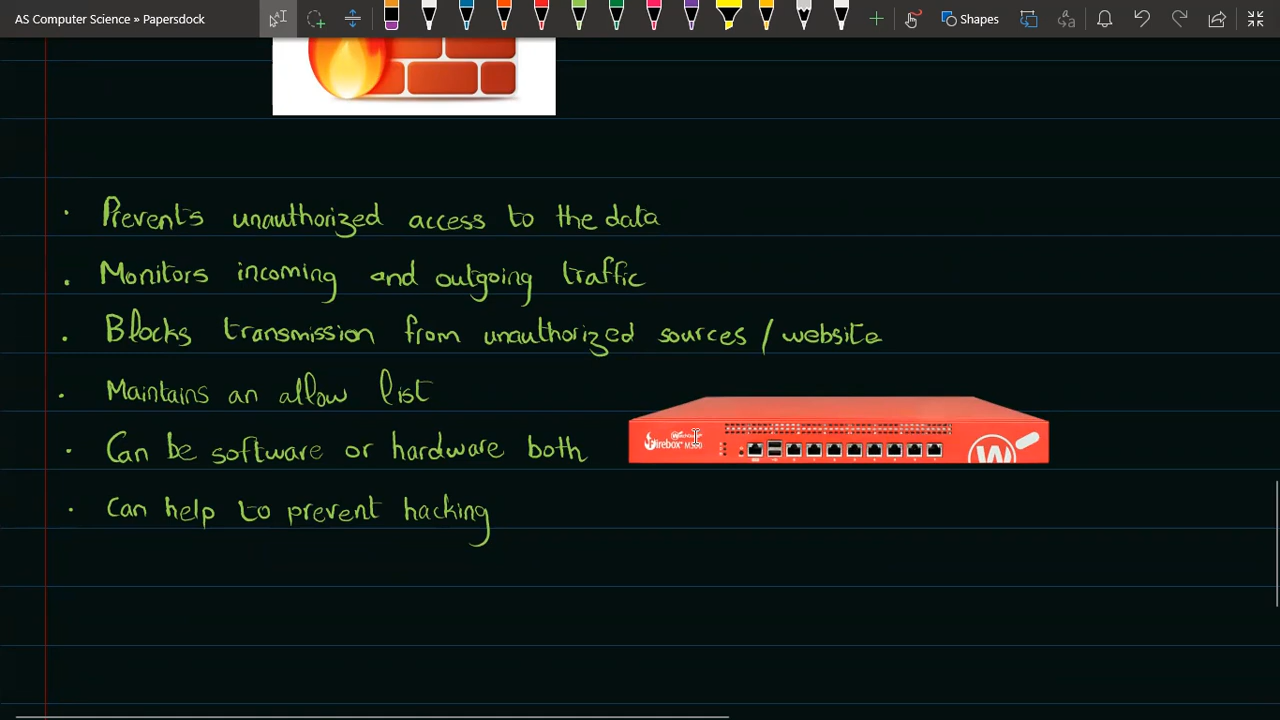 AS Computer Science » Papersdock
Shapes
· Prevents unauthorized access to the data
· Monitors incoming and outgoing traffic
· Blocks transmission from unauthorized sources / website
· Maintains an allow list
· Can be software or hardware both
Firebox
W
· Can help to prevent hacking